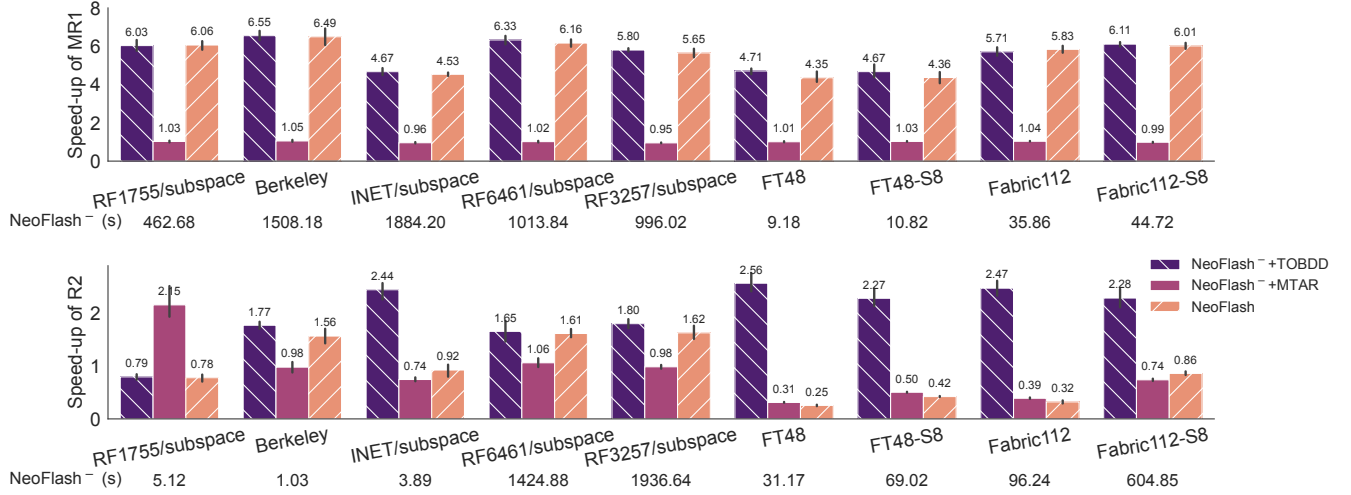 Speed-up of MR1
8
6
4
2
0
6.03 1.03 6.06
6.55 1.05 6.49
4.67 0.96 4.53
6.33 1.02 6.16
5.80 0.95 5.65
4.71 1.01 4.35
4.67 1.03 4.36
5.71 1.04 5.83
6.11 0.99 6.01
RF1755/subspace Berkeley INET/subspace RF6461/subspace RF3257/subspace FT48 FT48-S8 Fabric112 Fabric112-S8
NeoFlash⁻ (s) 462.68 1508.18 1884.20 1013.84 996.02 9.18 10.82 35.86 44.72
Speed-up of R2
2
1
0
0.79 2.15 0.78
1.77 0.98 1.56
2.44 0.74 0.92
1.65 1.06 1.61
1.80 0.98 1.62
2.56 0.31 0.25
2.27 0.50 0.42
2.47 0.39 0.32
2.28 0.74 0.86
NeoFlash⁻+TOBDD
NeoFlash⁻+MTAR
NeoFlash
RF1755/subspace Berkeley INET/subspace RF6461/subspace RF3257/subspace FT48 FT48-S8 Fabric112 Fabric112-S8
NeoFlash⁻ (s) 5.12 1.03 3.89 1424.88 1936.64 31.17 69.02 96.24 604.85